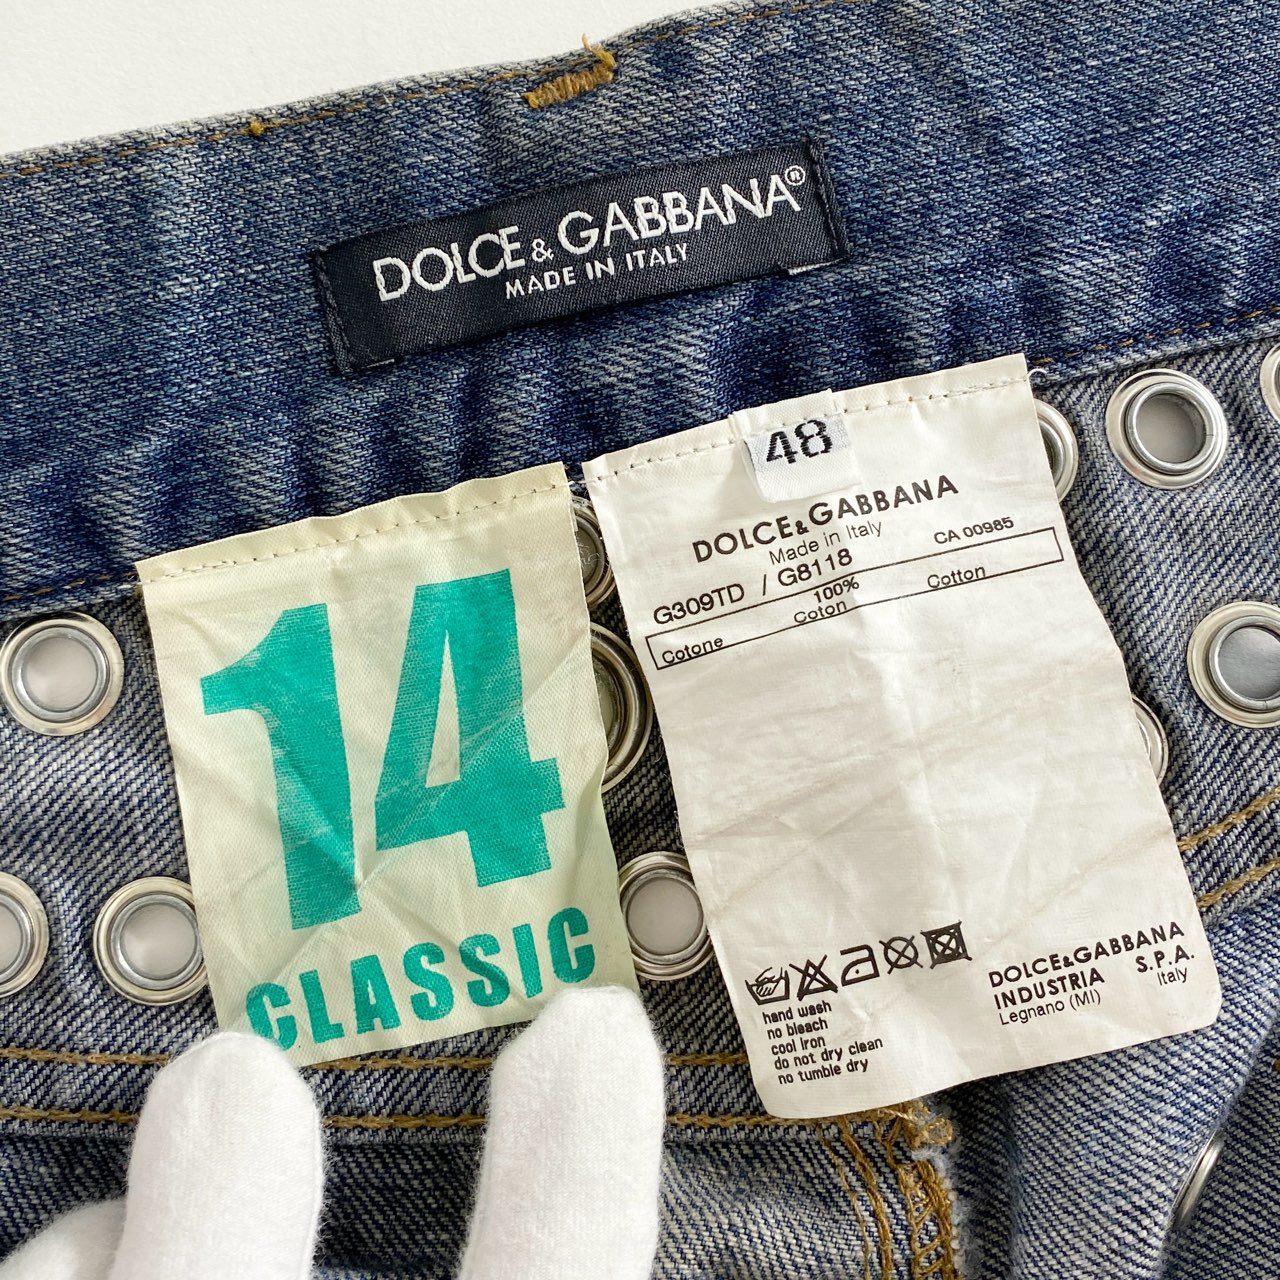 DOLCE & GABBANA®
MADE IN ITALY
14
CLASSIC
48
DOLCE&GABBANA
Made in Italy
G309TD / G8118 CA 00985
100%
Cotone Coton Cotton
hand wash
no bleach
cool iron
do not dry clean
no tumble dry
DOLCE&GABBANA
INDUSTRIA S.P.A.
Legnano (MI) Italy